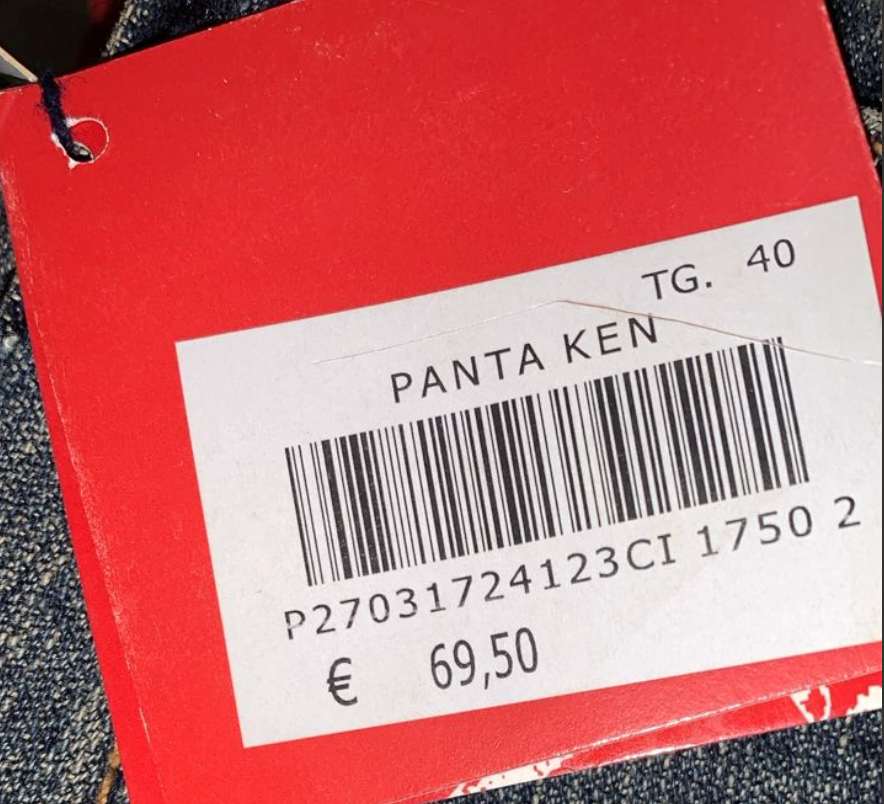 TG. 40
PANTA KEN
P27031724123CI 1750 2
€ 69,50